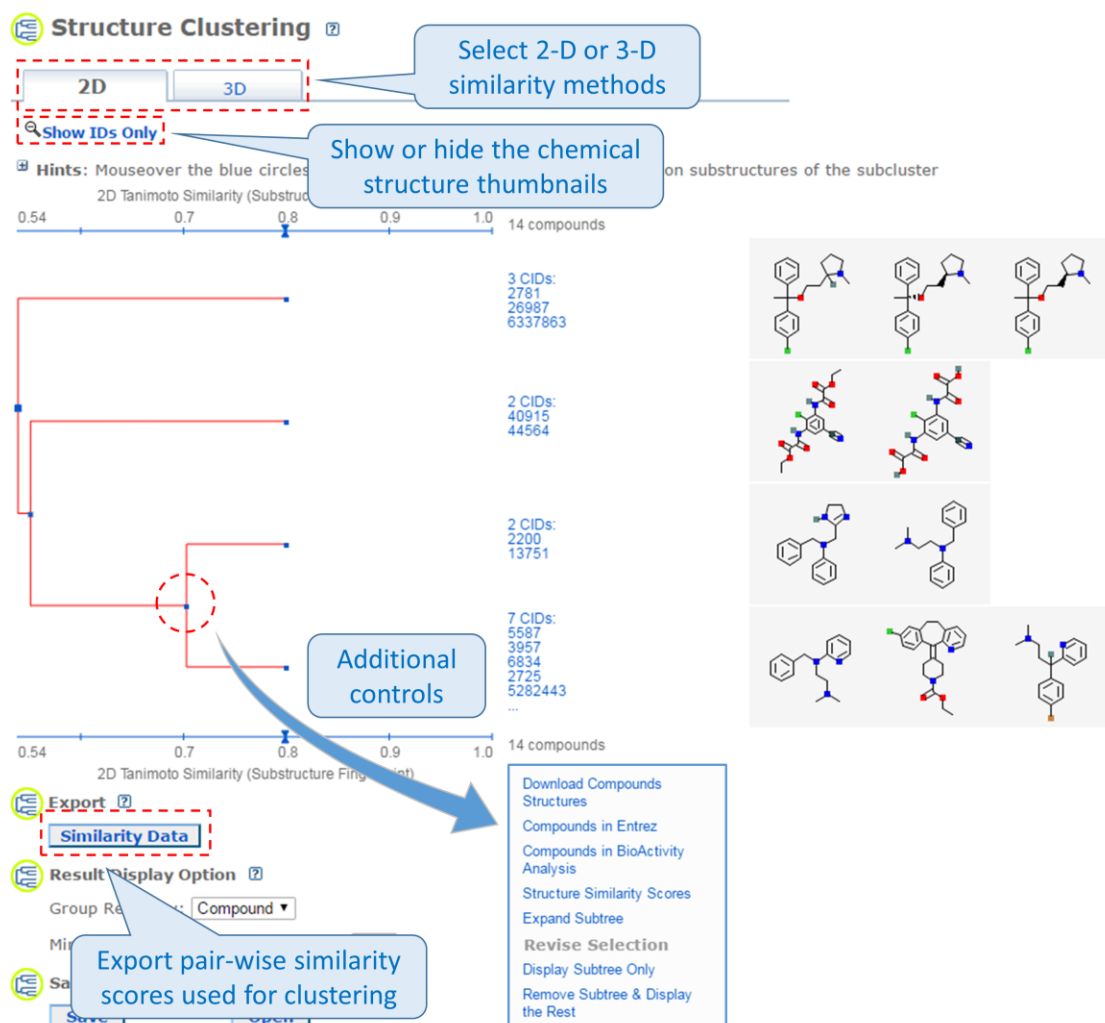 Structure Clustering ?
Select 2-D or 3-D
similarity methods
2D
3D
Show IDs Only
Show or hide the chemical
structure thumbnails
Hints: Mouseover the blue circles on substructures of the subcluster
2D Tanimoto Similarity
0.54 0.7 0.8 0.9 1.0 14 compounds
3 CIDs:
2781
26987
6337863
2 CIDs:
40915
44564
2 CIDs:
2200
13751
7 CIDs:
5587
3957
6834
2725
5282443
...
Additional
controls
0.54 0.7 0.8 0.9 1.0 14 compounds
2D Tanimoto Similarity (Substructure
Export ?
Similarity Data
Result Display Option ?
Group Compound
Export pair-wise similarity
scores used for clustering
Save Open
Download Compounds
Structures
Compounds in Entrez
Compounds in BioActivity
Analysis
Structure Similarity Scores
Expand Subtree
Revise Selection
Display Subtree Only
Remove Subtree & Display
the Rest